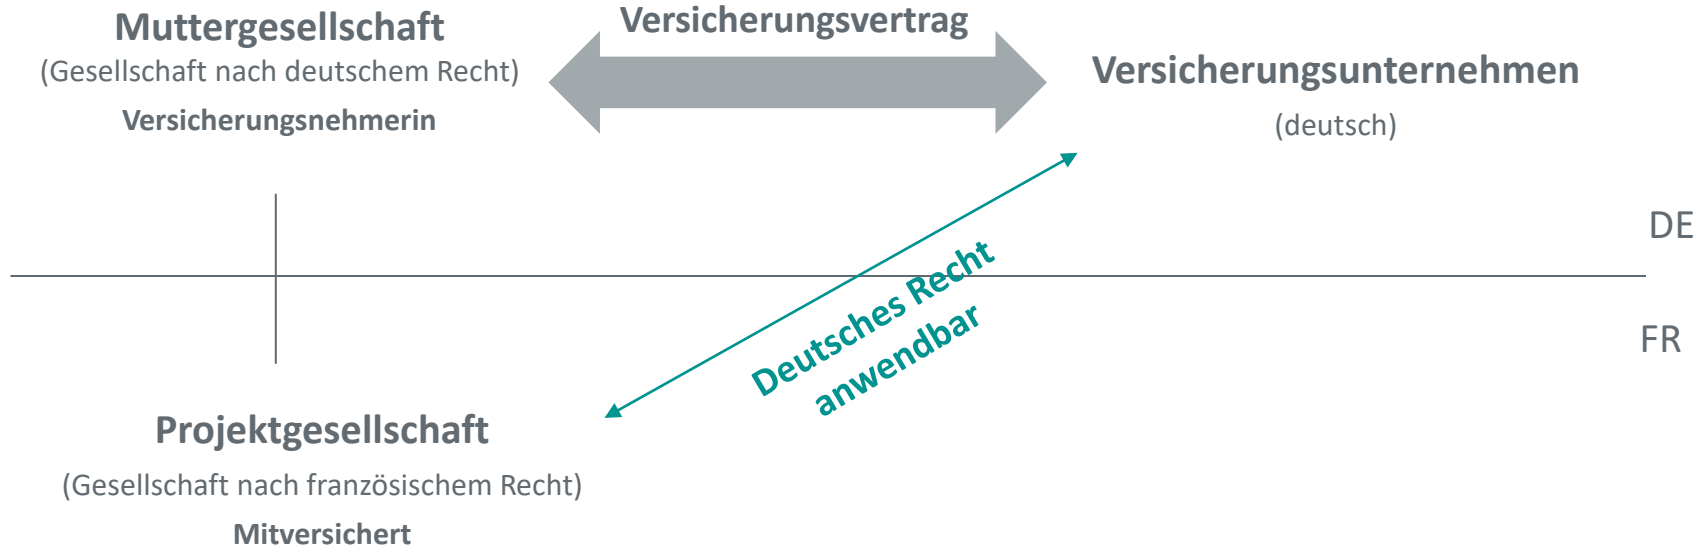 Muttergesellschaft
(Gesellschaft nach deutschem Recht)
Versicherungsnehmerin
Versicherungsvertrag
Versicherungsunternehmen
(deutsch)
DE
Deutsches Recht
anwendbar
FR
Projektgesellschaft
(Gesellschaft nach französischem Recht)
Mitversichert